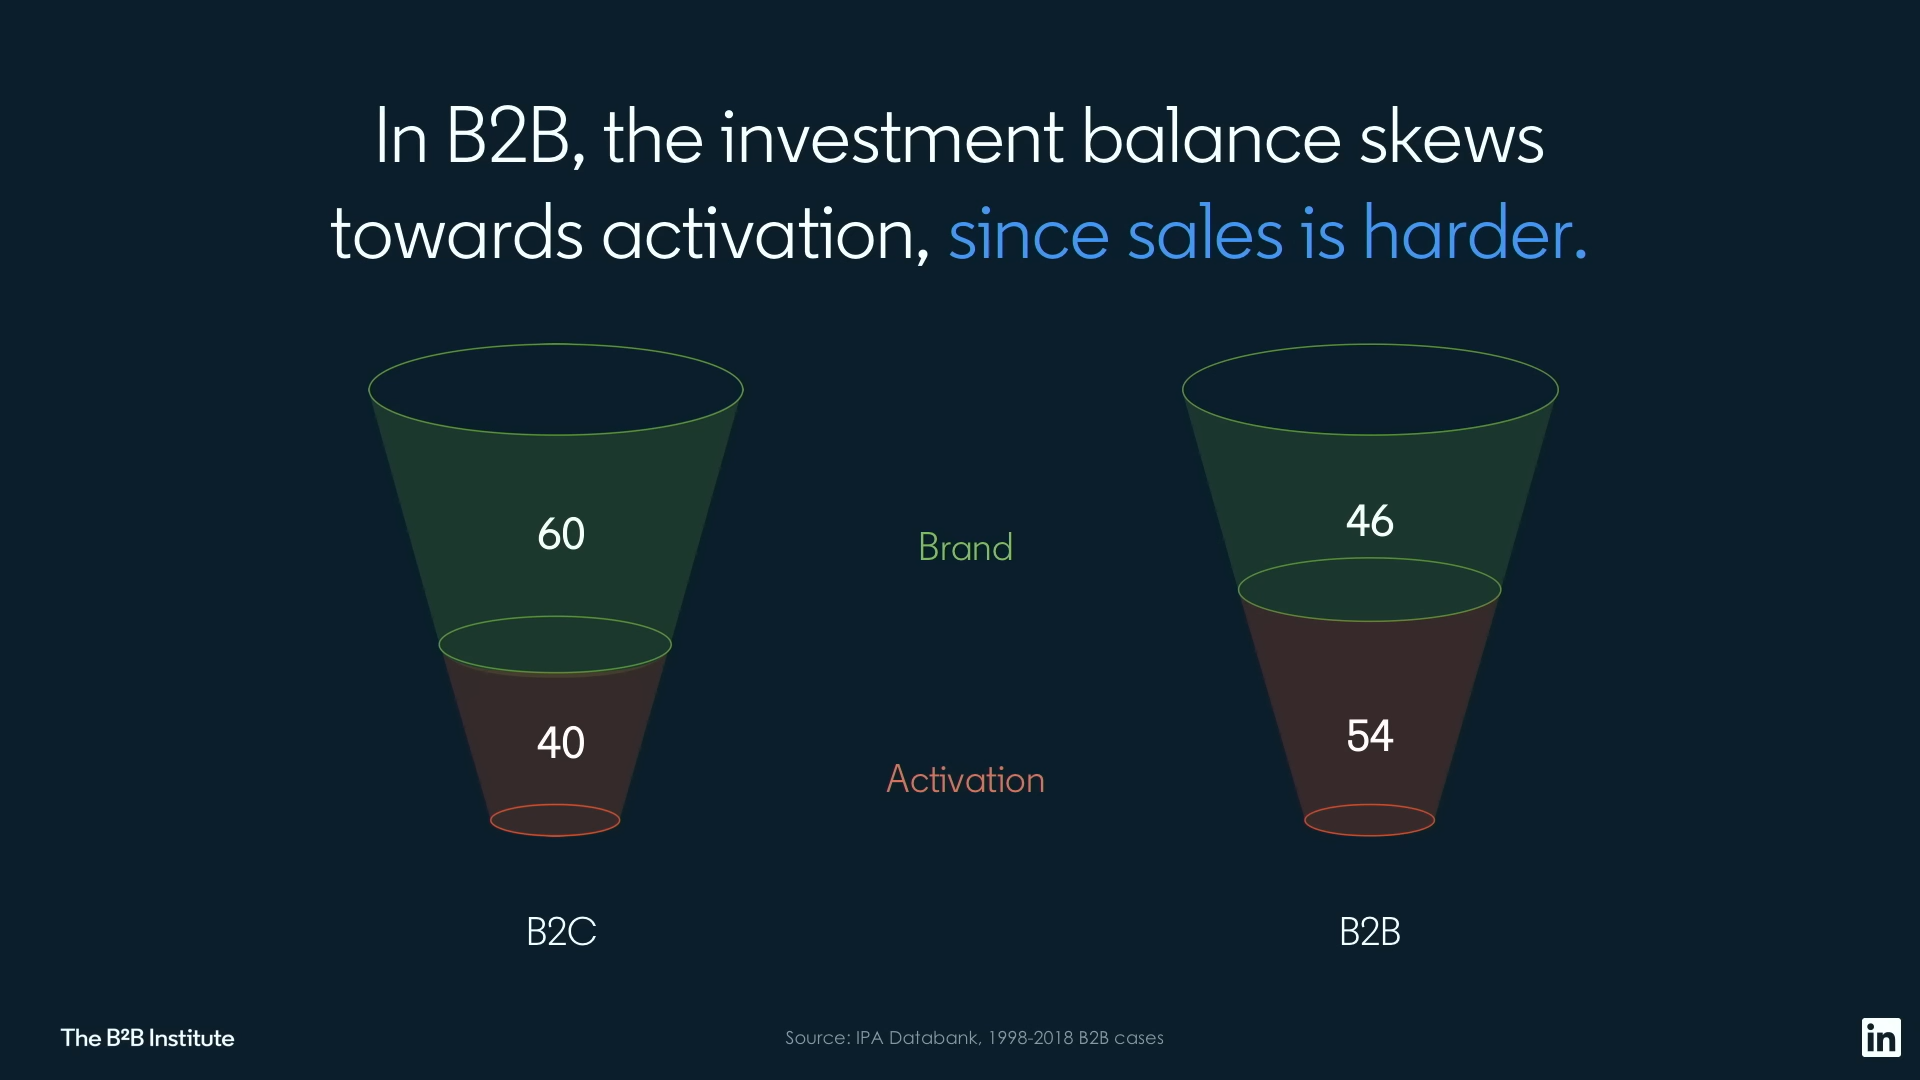 In B2B, the investment balance skews
towards activation, since sales is harder.
60
46
Brand
40
54
Activation
B2C
B2B
The B²B Institute
Source: IPA Databank, 1998-2018 B2B cases
in